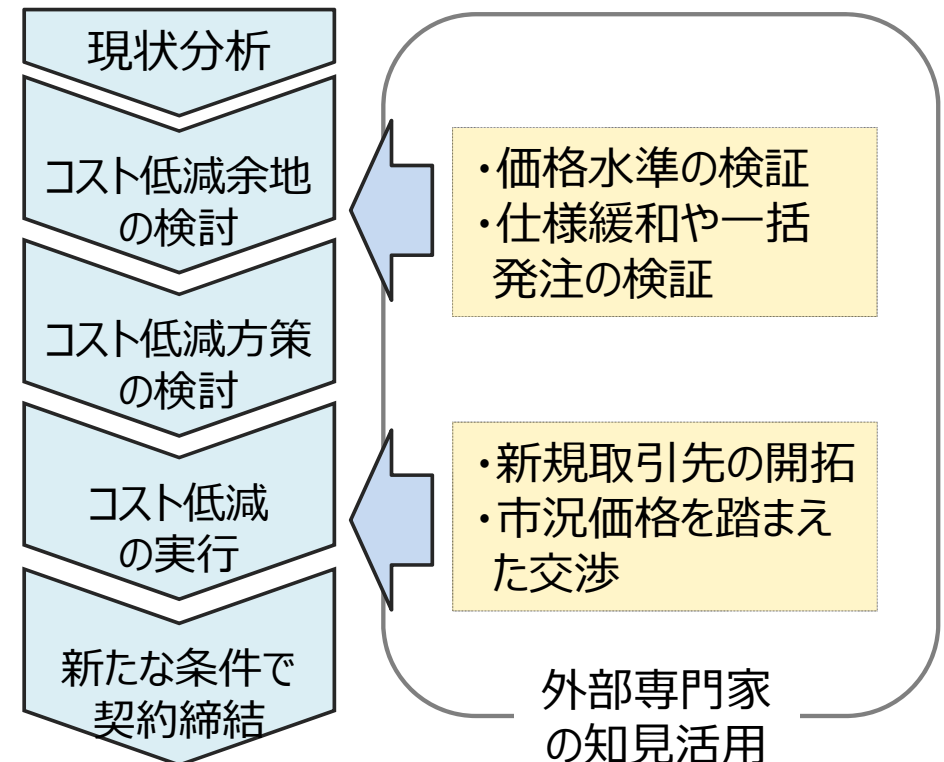 現状分析
コスト低減余地
の検討
コスト低減方策
の検討
コスト低減
の実行
新たな条件で
契約締結
・価格水準の検証
・仕様緩和や一括
発注の検証
・新規取引先の開拓
・市況価格を踏まえ
た交渉
外部専門家
の知見活用